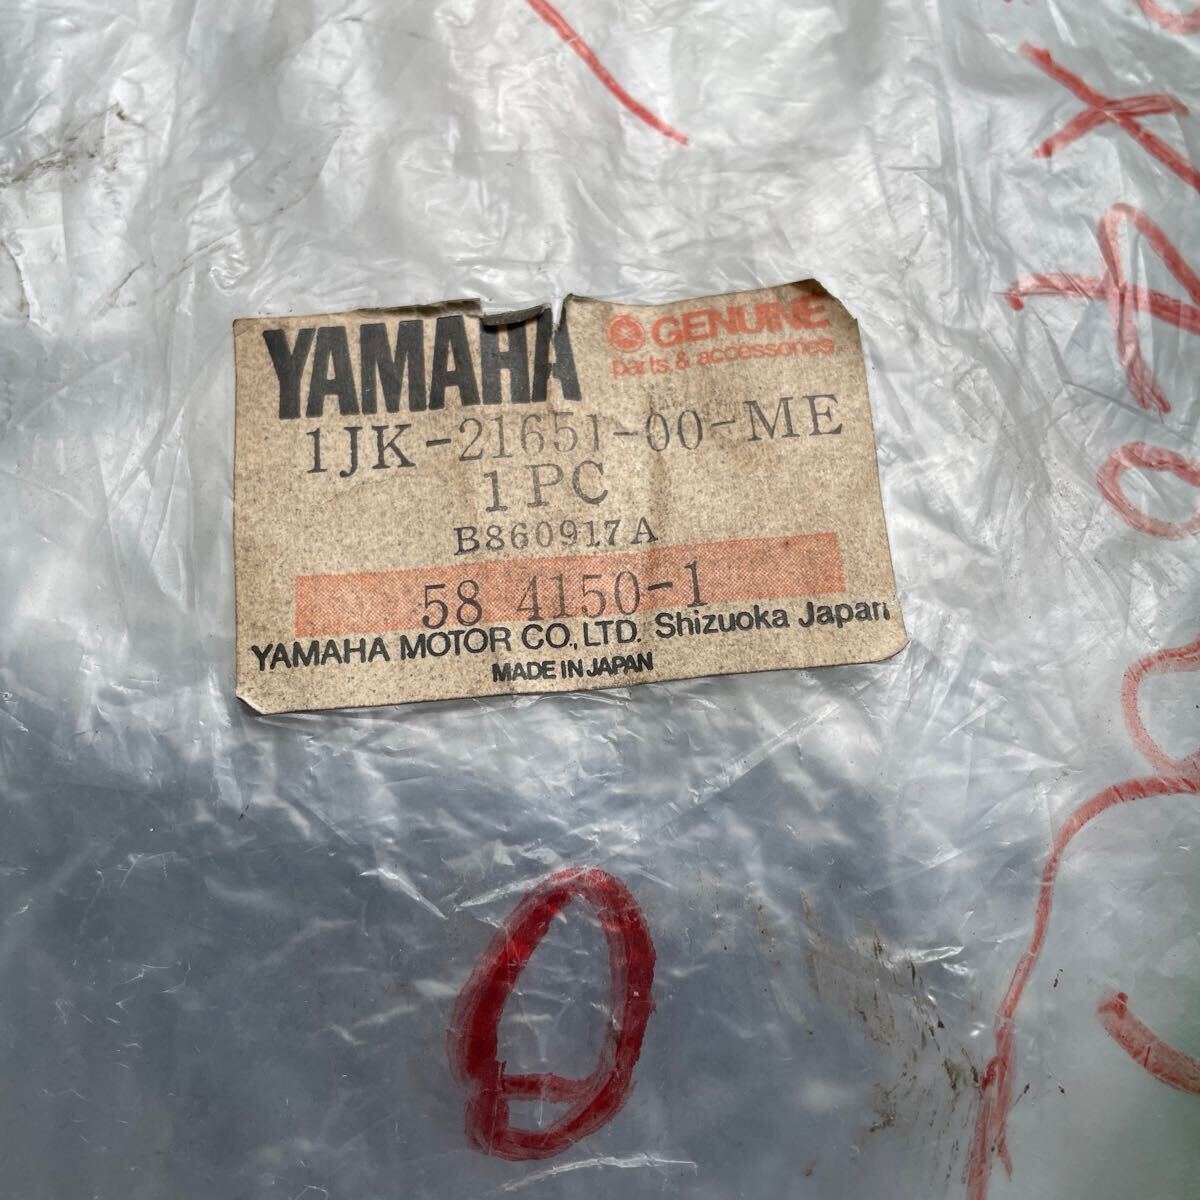 YAMAHA
GENUINE
parts & accessories
1JK-21651-00-ME
1PC
B860917A
58 4150-1
YAMAHA MOTOR CO., LTD. Shizuoka Japan
MADE IN JAPAN